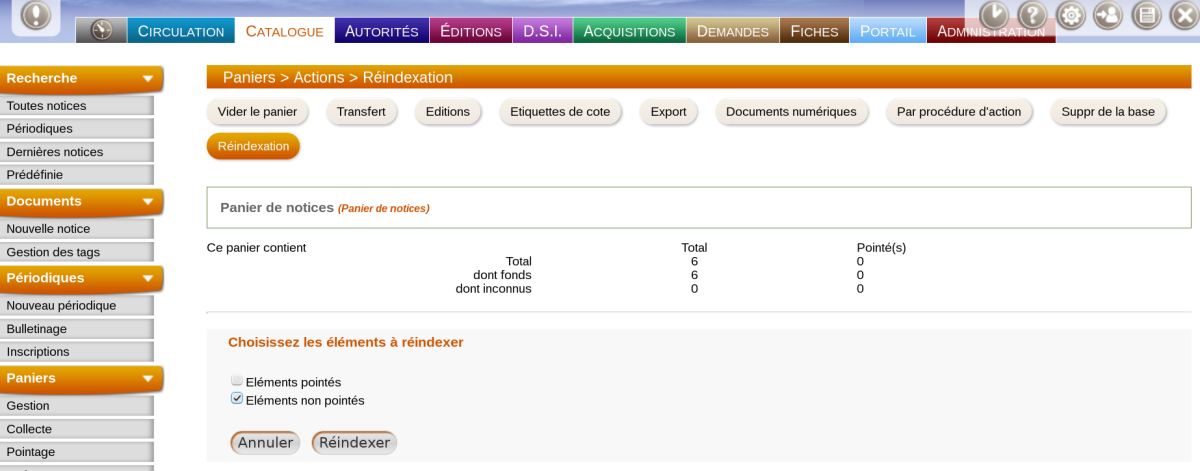 Circulation Catalogue Autorités Éditions D.S.I. Acquisitions Demandes Fiches Portail Administration
Recherche
Toutes notices
Périodiques
Dernières notices
Prédéfinie
Documents
Nouvelle notice
Gestion des tags
Périodiques
Nouveau périodique
Bulletinage
Inscriptions
Paniers
Gestion
Collecte
Pointage
Paniers > Actions > Réindexation
Vider le panier Transfert Editions Etiquettes de cote Export Documents numériques Par procédure d'action Suppr de la base
Réindexation
Panier de notices (Panier de notices)
Ce panier contient Total Pointé(s)
Total 6 0
dont fonds 6 0
dont inconnus 0 0
Choisissez les éléments à réindexer
Eléments pointés
Eléments non pointés
Annuler Réindexer